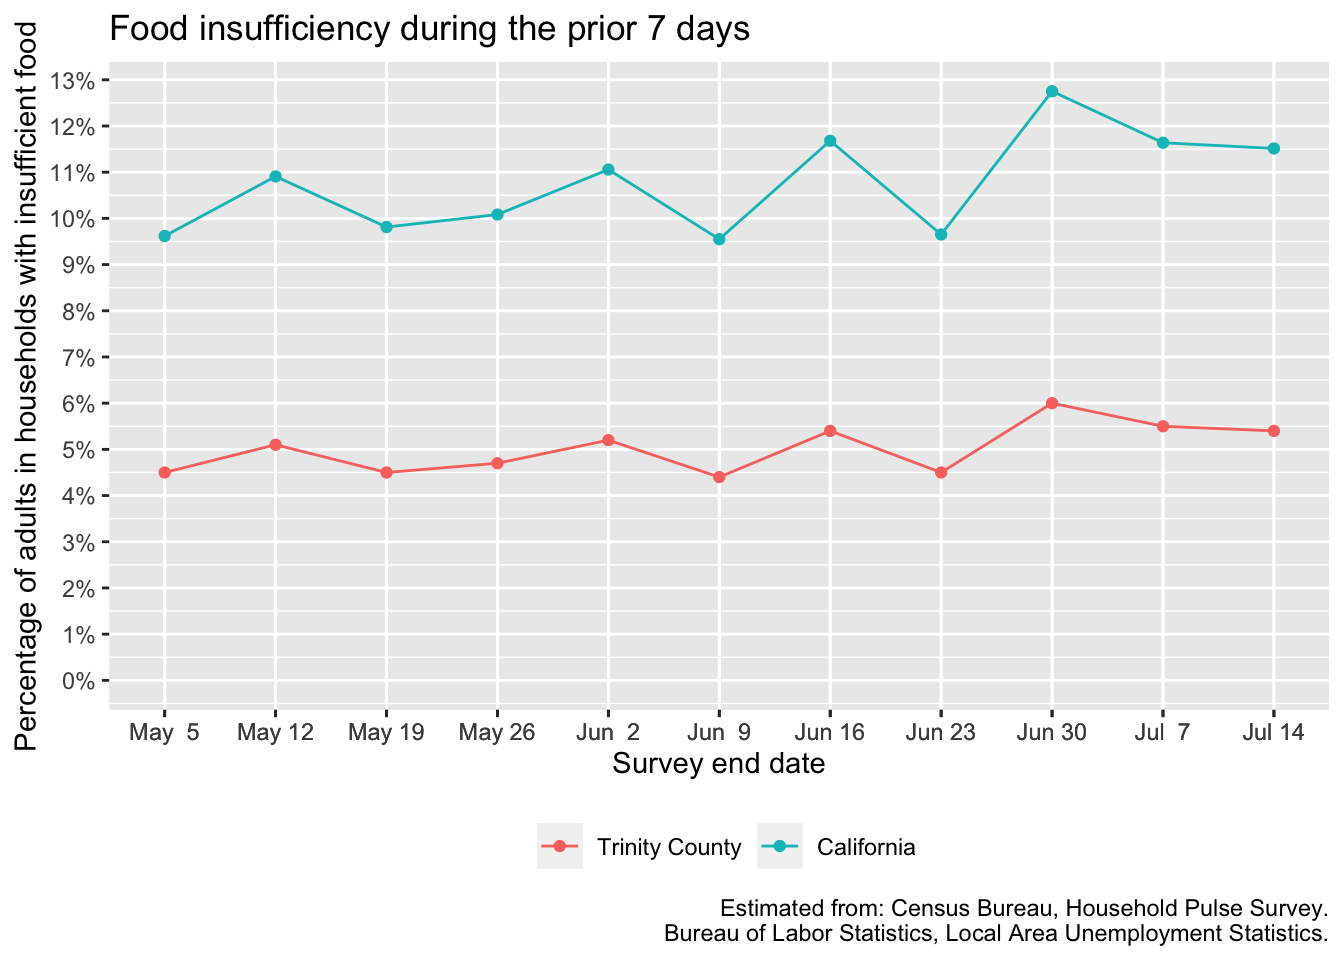 Food insufficiency during the prior 7 days
Percentage of adults in households with insufficient food
13%
12%
11%
10%
9%
8%
7%
6%
5%
4%
3%
2%
1%
0%
May  5 May 12 May 19 May 26 Jun  2 Jun  9 Jun 16 Jun 23 Jun 30 Jul  7 Jul 14
Survey end date
Trinity County California
Estimated from: Census Bureau, Household Pulse Survey.
Bureau of Labor Statistics, Local Area Unemployment Statistics.